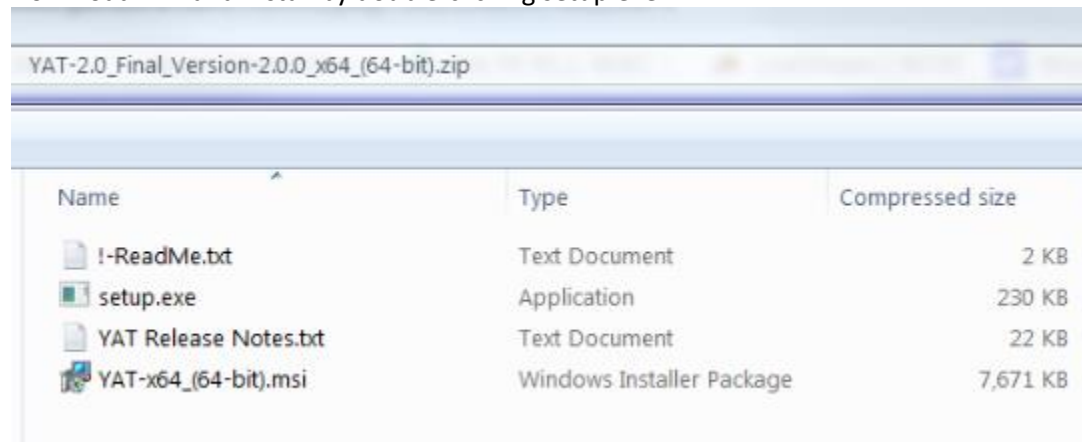 YAT-2.0_Final_Version-2.0.0_x64_(64-bit).zip
Name Type Compressed size
!-ReadMe.txt Text Document 2 KB
setup.exe Application 230 KB
YAT Release Notes.txt Text Document 22 KB
YAT-x64_(64-bit).msi Windows Installer Package 7,671 KB